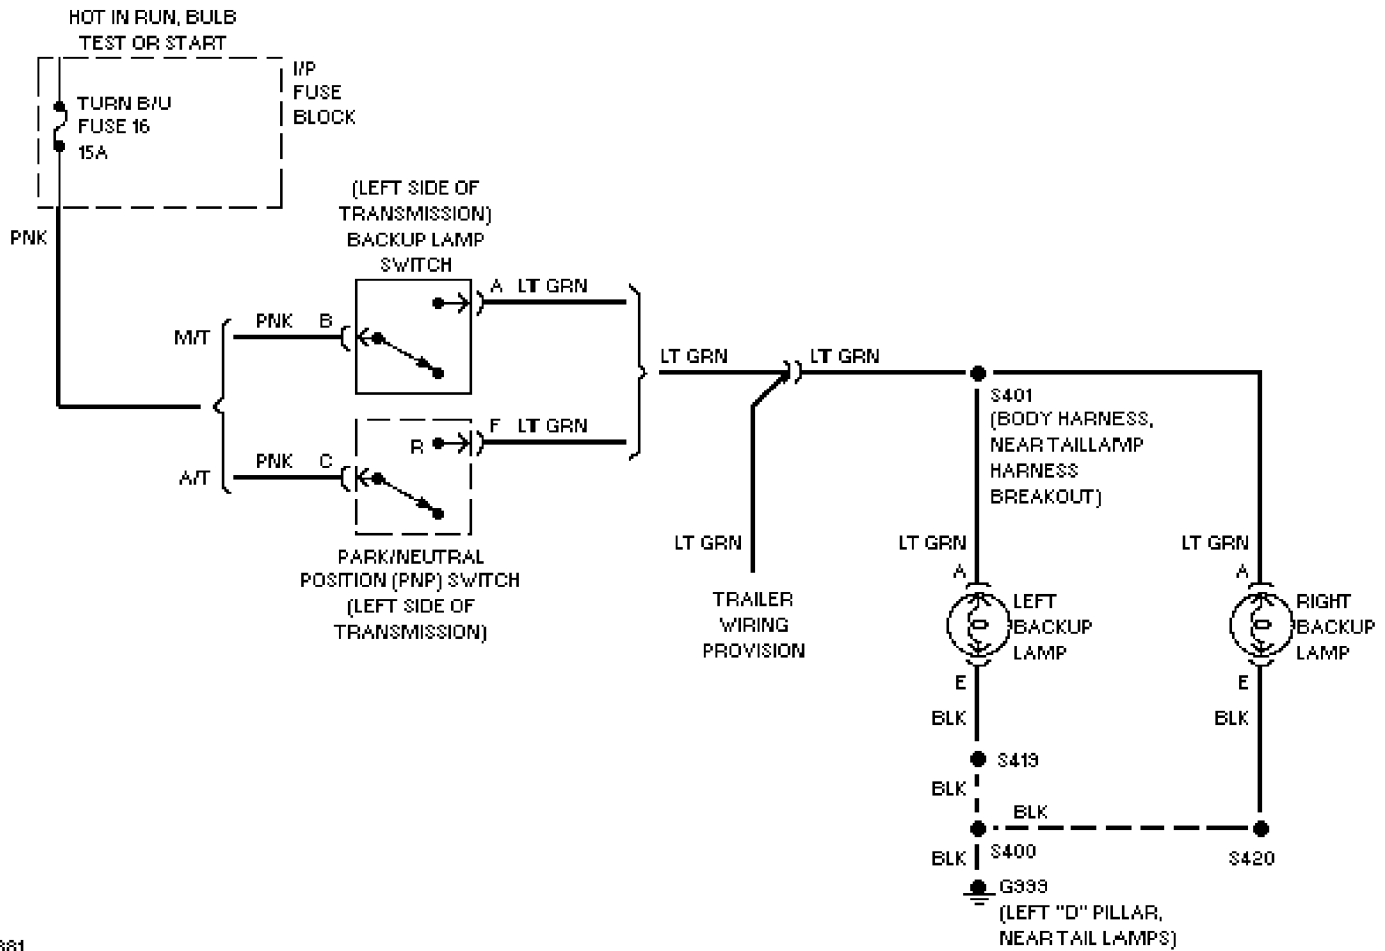 HOT IN RUN, BULB
TEST OR START
I/P
FUSE
BLOCK
TURN B/U
FUSE 16
15A
PNK
(LEFT SIDE OF
TRANSMISSION)
BACKUP LAMP
SWITCH
A LT GRN
M/T
PNK B
LT GRN
LT GRN
S401
(BODY HARNESS,
NEAR TAILLAMP
HARNESS
BREAKOUT)
R
F LT GRN
A/T
PNK C
PARK/NEUTRAL
POSITION (PNP) SWITCH
(LEFT SIDE OF
TRANSMISSION)
LT GRN
TRAILER
WIRING
PROVISION
LT GRN
A
LEFT
BACKUP
LAMP
E
BLK
LT GRN
A
RIGHT
BACKUP
LAMP
E
BLK
S419
BLK
BLK
S400
S420
BLK
G999
(LEFT "D" PILLAR,
NEAR TAIL LAMPS)